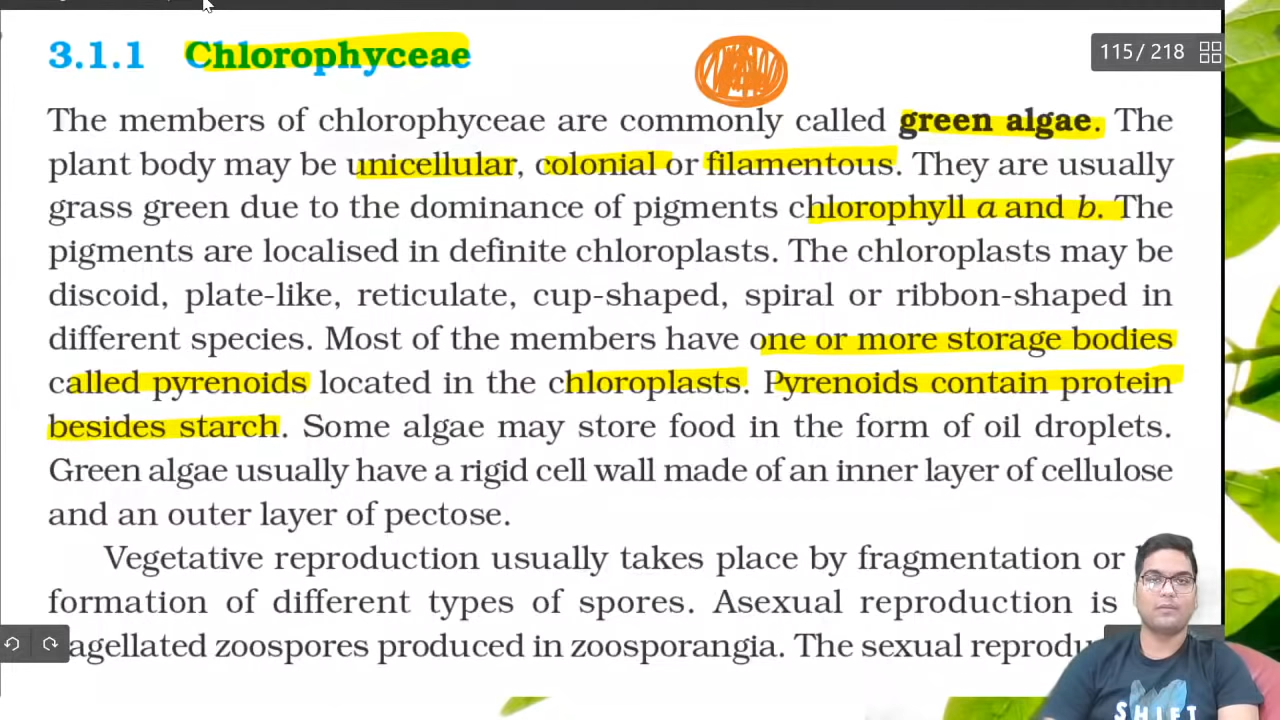 115 / 218
3.1.1 Chlorophyceae
The members of chlorophyceae are commonly called green algae. The
plant body may be unicellular, colonial or filamentous. They are usually
grass green due to the dominance of pigments chlorophyll a and b. The
pigments are localised in definite chloroplasts. The chloroplasts may be
discoid, plate-like, reticulate, cup-shaped, spiral or ribbon-shaped in
different species. Most of the members have one or more storage bodies
called pyrenoids located in the chloroplasts. Pyrenoids contain protein
besides starch. Some algae may store food in the form of oil droplets.
Green algae usually have a rigid cell wall made of an inner layer of cellulose
and an outer layer of pectose.
Vegetative reproduction usually takes place by fragmentation or
formation of different types of spores. Asexual reproduction is
agellated zoospores produced in zoosporangia. The sexual reprodu
SHIFT